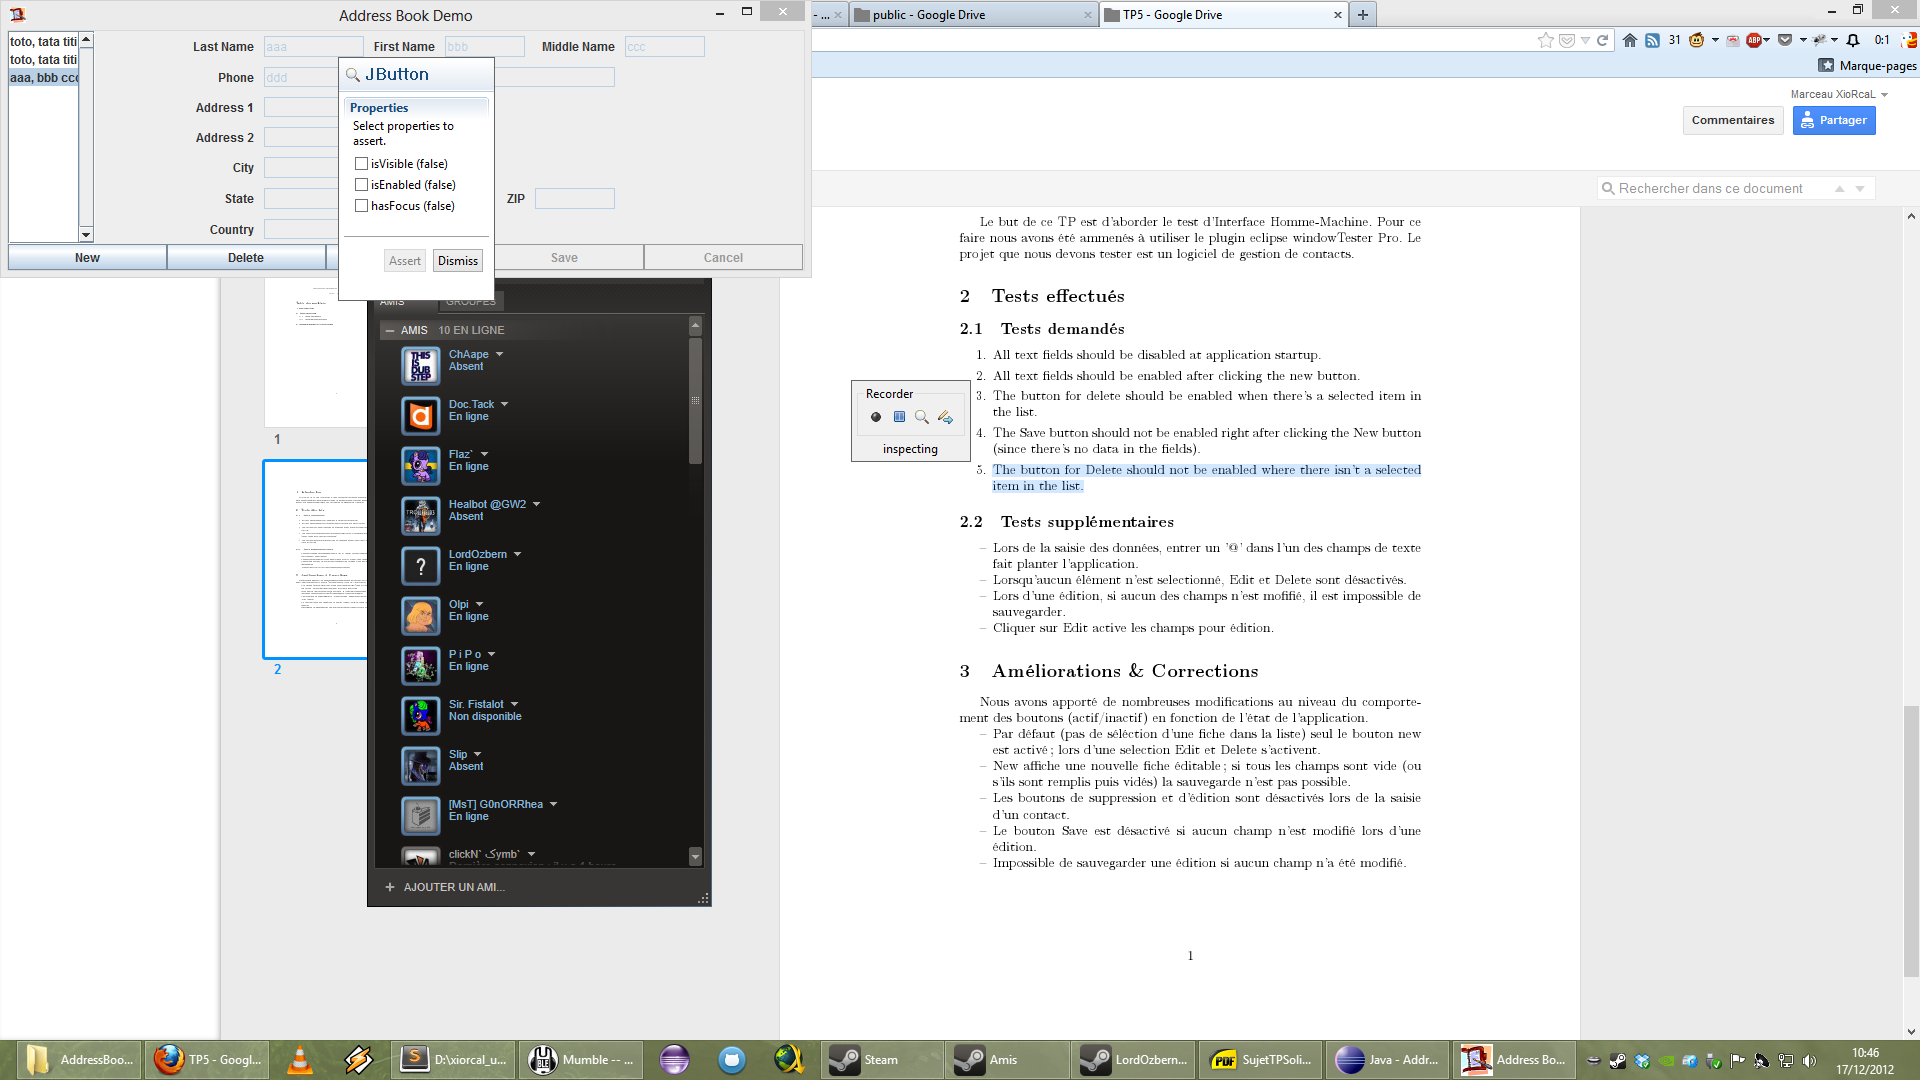 Address Book Demo
toto, tata titi
toto, tata titi
aaa, bbb ccc
Last Name
aaa
First Name
bbb
Middle Name
ccc
Phone
ddd
Address 1
Address 2
City
State
ZIP
Country
New
Delete
Save
Cancel
JButton
Properties
Select properties to
assert.
isVisible (false)
isEnabled (false)
hasFocus (false)
Assert
Dismiss
- ...
public - Google Drive
TP5 - Google Drive
31
ABP
0:1
Marque-pages
Marceau XioRcaL
Commentaires
Partager
Rechercher dans ce document
1
2
AMIS
GROUPES
AMIS 10 EN LIGNE
ChAape
Absent
Doc.Tack
En ligne
Flaz`
En ligne
Healbot @GW2
Absent
LordOzbern
En ligne
Olpi
En ligne
P i P o
En ligne
Sir. Fistalot
Non disponible
Slip
Absent
[MsT] G0nORRhea
En ligne
AJOUTER UN AMI...
Recorder
inspecting
Le but de ce TP est d'aborder le test d'Interface Homme-Machine. Pour ce
faire nous avons été ammenés à utiliser le plugin eclipse windowTester Pro. Le
projet que nous devons tester est un logiciel de gestion de contacts.
2 Tests effectués
2.1 Tests demandés
1. All text fields should be disabled at application startup.
2. All text fields should be enabled after clicking the new button.
3. The button for delete should be enabled when there's a selected item in
the list.
4. The Save button should not be enabled right after clicking the New button
(since there's no data in the fields).
5. The button for Delete should not be enabled where there isn't a selected
item in the list.
2.2 Tests supplémentaires
– Lors de la saisie des données, entrer un '@' dans l'un des champs de texte
fait planter l'application.
– Lorsqu'aucun élément n'est selectionné, Edit et Delete sont désactivés.
– Lors d'une édition, si aucun des champs n'est mofifié, il est impossible de
sauvegarder.
– Cliquer sur Edit active les champs pour édition.
3 Améliorations & Corrections
Nous avons apporté de nombreuses modifications au niveau du comporte-
ment des boutons (actif/inactif) en fonction de l'état de l'application.
– Par défaut (pas de séléction d'une fiche dans la liste) seul le bouton new
est activé ; lors d'une selection Edit et Delete s'activent.
– New affiche une nouvelle fiche éditable ; si tous les champs sont vide (ou
s'ils sont remplis puis vidés) la sauvegarde n'est pas possible.
– Les boutons de suppression et d'édition sont désactivés lors de la saisie
d'un contact.
– Le bouton Save est désactivé si aucun champ n'est modifié lors d'une
édition.
– Impossible de sauvegarder une édition si aucun champ n'a été modifié.
1
AddressBoo...
TP5 - Googl...
D:\xiorcal_u...
Mumble -- ...
Steam
Amis
LordOzbern...
SujetTPSoli...
Java - Addr...
Address Bo...
10:46
17/12/2012